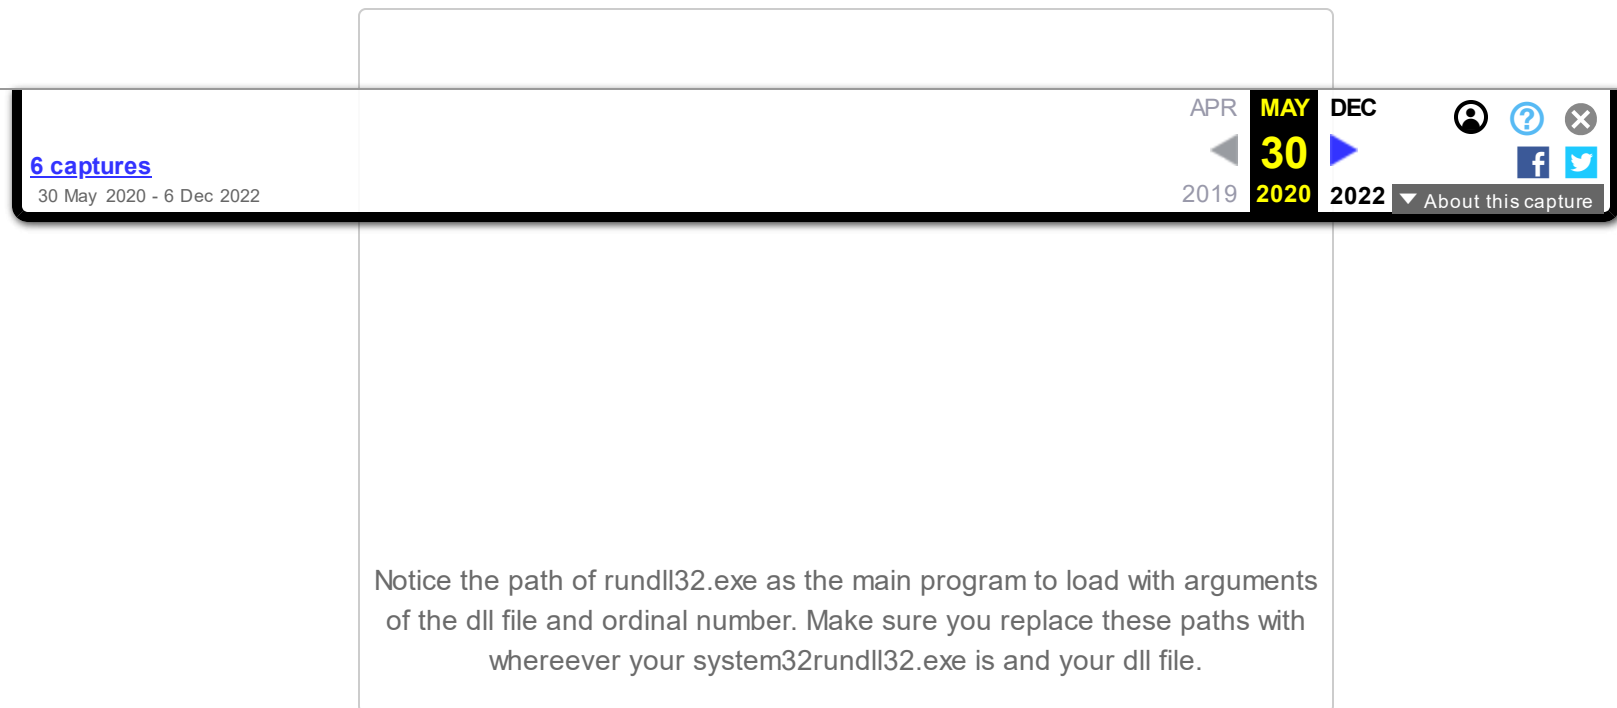 APR MAY DEC
6 captures
30
30 May 2020 - 6 Dec 2022
2019 2020 2022
About this capture
Notice the path of rundll32.exe as the main program to load with arguments
of the dll file and ordinal number. Make sure you replace these paths with
whereever your system32rundll32.exe is and your dll file.